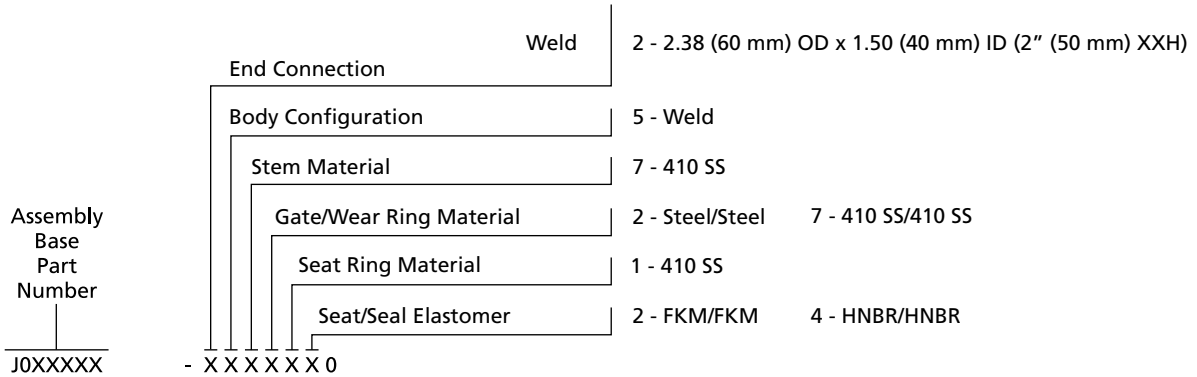 Weld 2 - 2.38 (60 mm) OD x 1.50 (40 mm) ID (2” (50 mm) XXH)
End Connection
Body Configuration 5 - Weld
Stem Material 7 - 410 SS
Gate/Wear Ring Material 2 - Steel/Steel 7 - 410 SS/410 SS
Seat Ring Material 1 - 410 SS
Seat/Seal Elastomer 2 - FKM/FKM 4 - HNBR/HNBR
Assembly
Base
Part
Number
J0XXXXX - X X X X X X 0